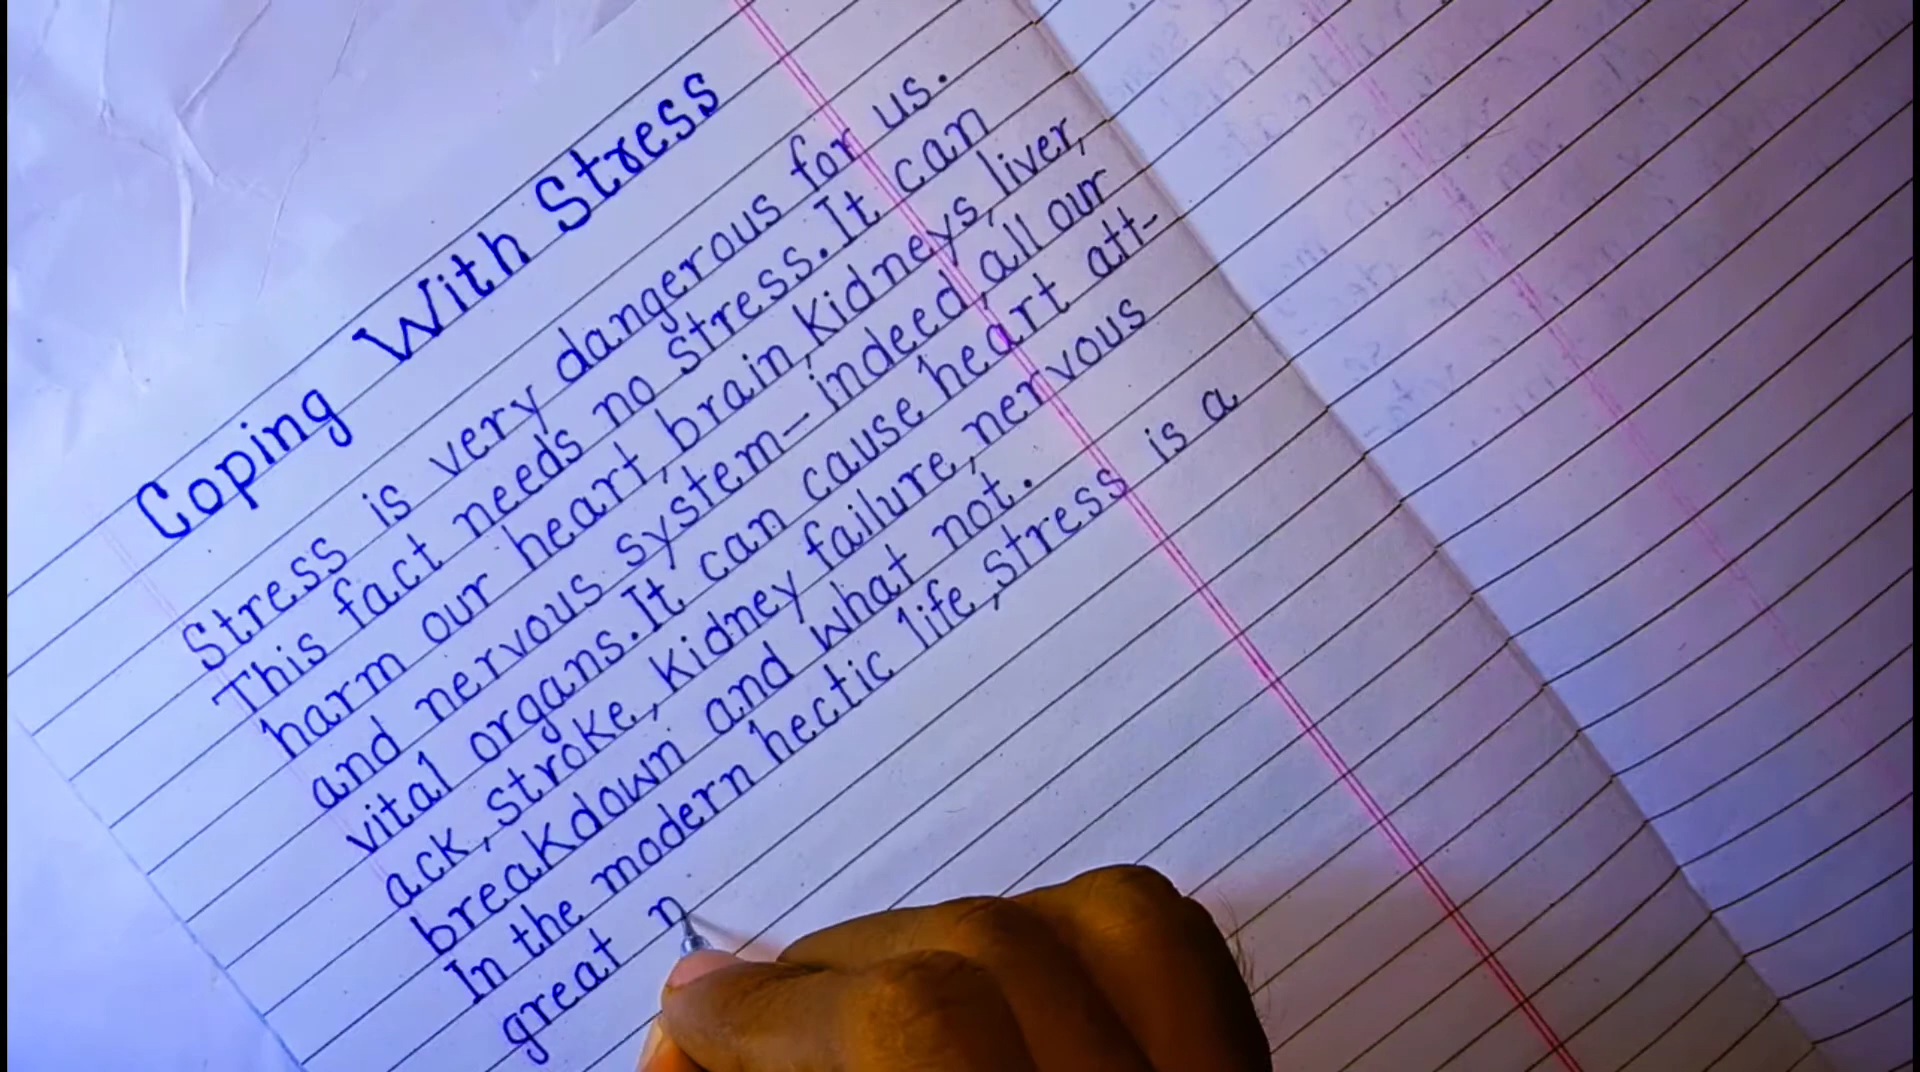 Coping With Stress
Stress is very dangerous for us.
This fact needs no stress. It can
harm our heart, brain, kidneys, liver,
and nervous system—indeed, all our
vital organs. It can cause heart att-
ack, stroke, kidney failure, nervous
breakdown and what not.
In the modern hectic life, stress is a
great